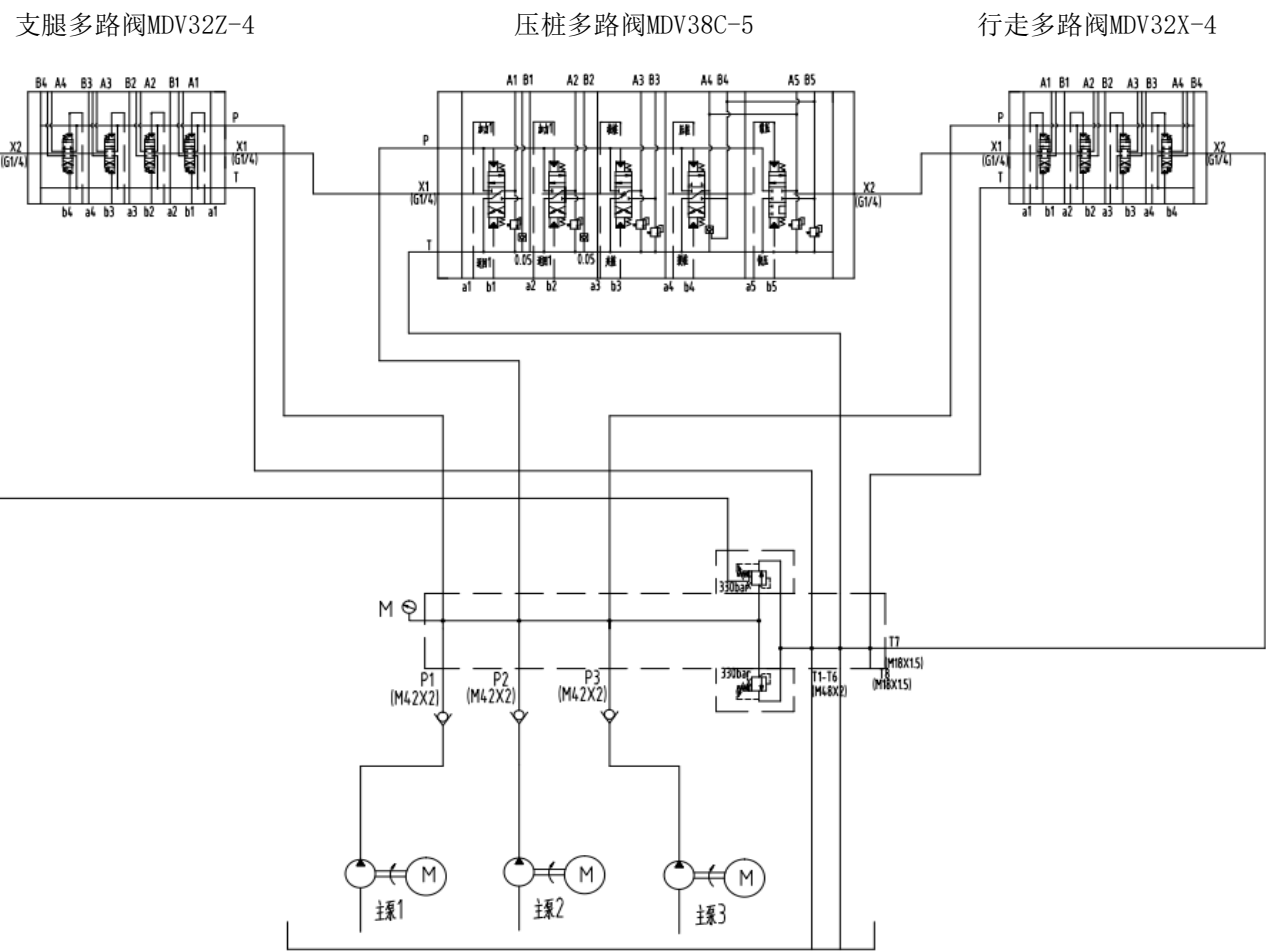 支腿多路阀MDV32Z-4
压桩多路阀MDV38C-5
行走多路阀MDV32X-4
B4 A4 B3 A3 B2 A2 B1 A1
A1 B1 A2 B2 A3 B3 A4 B4 A5 B5
A1 B1 A2 B2 A3 B3 A4 B4
P
P
P
X2
(G1/4)
X1
(G1/4)
T
X1
(G1/4)
X2
(G1/4)
X1
(G1/4)
T
X2
(G1/4)
T
b4 a4 b3 a3 b2 a2 b1 a1
0.05
0.05
a1 b1 a2 b2 a3 b3 a4 b4 a5 b5
a1 b1 a2 b2 a3 b3 a4 b4
330bar
M
T7
(M18X1.5)
T8
(M18X1.5)
330bar
T1-T6
(M48X2)
P1
(M42X2)
P2
(M42X2)
P3
(M42X2)
M
M
M
主泵1
主泵2
主泵3